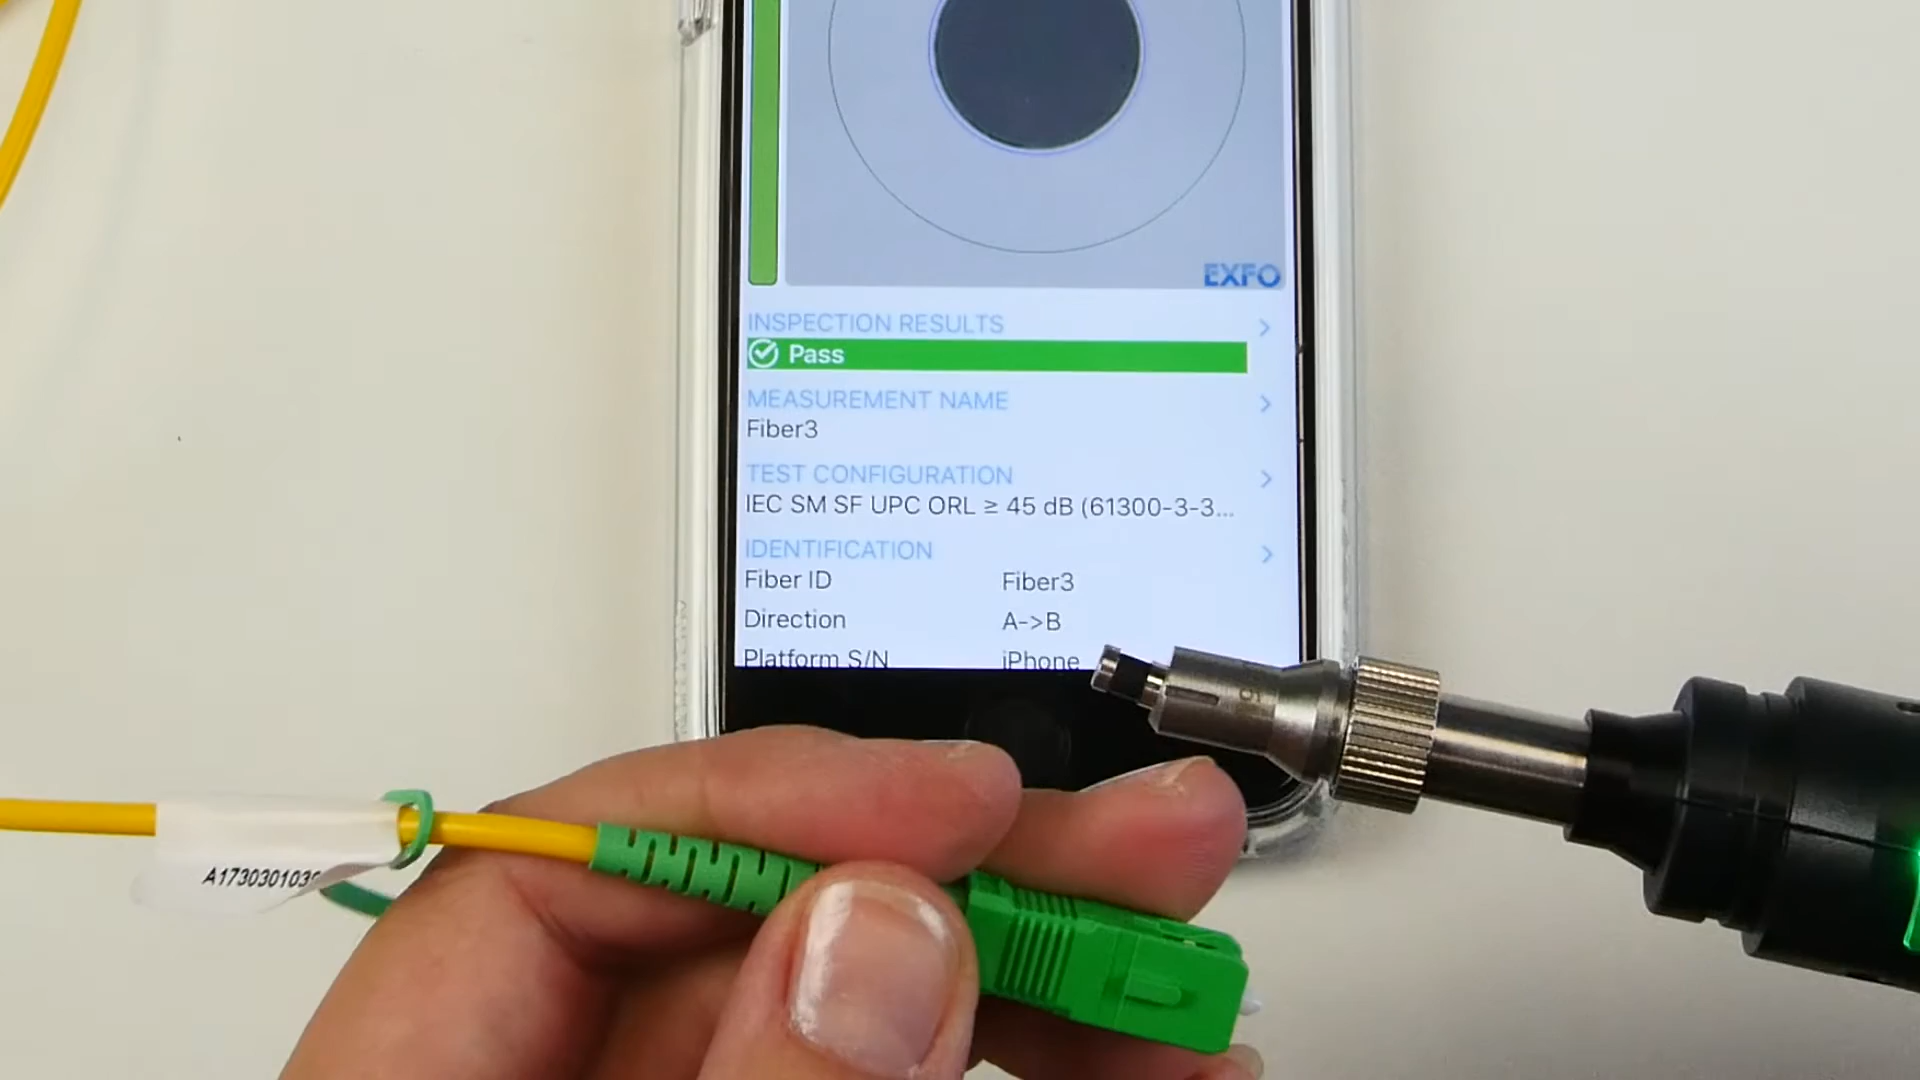 EXFO
INSPECTION RESULTS
Pass
MEASUREMENT NAME
Fiber3
TEST CONFIGURATION
IEC SM SF UPC ORL ≥ 45 dB (61300-3-3...
IDENTIFICATION
Fiber ID Fiber3
Direction A->B
Platform S/N iPhone
A173030103